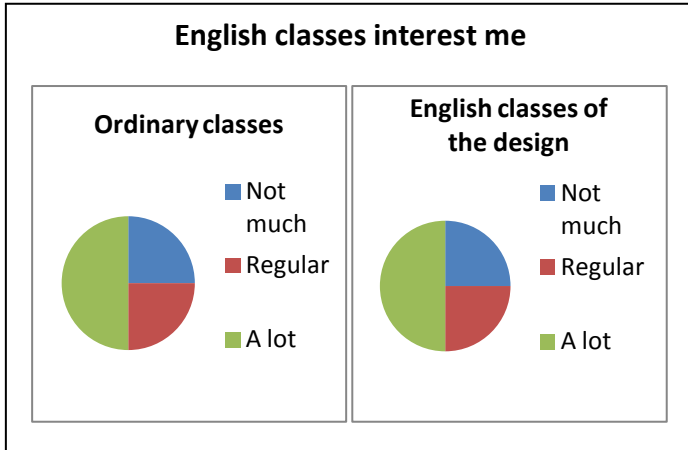 English classes interest me
Ordinary classes
Not
much
Regular
A lot
English classes of
the design
Not
much
Regular
A lot